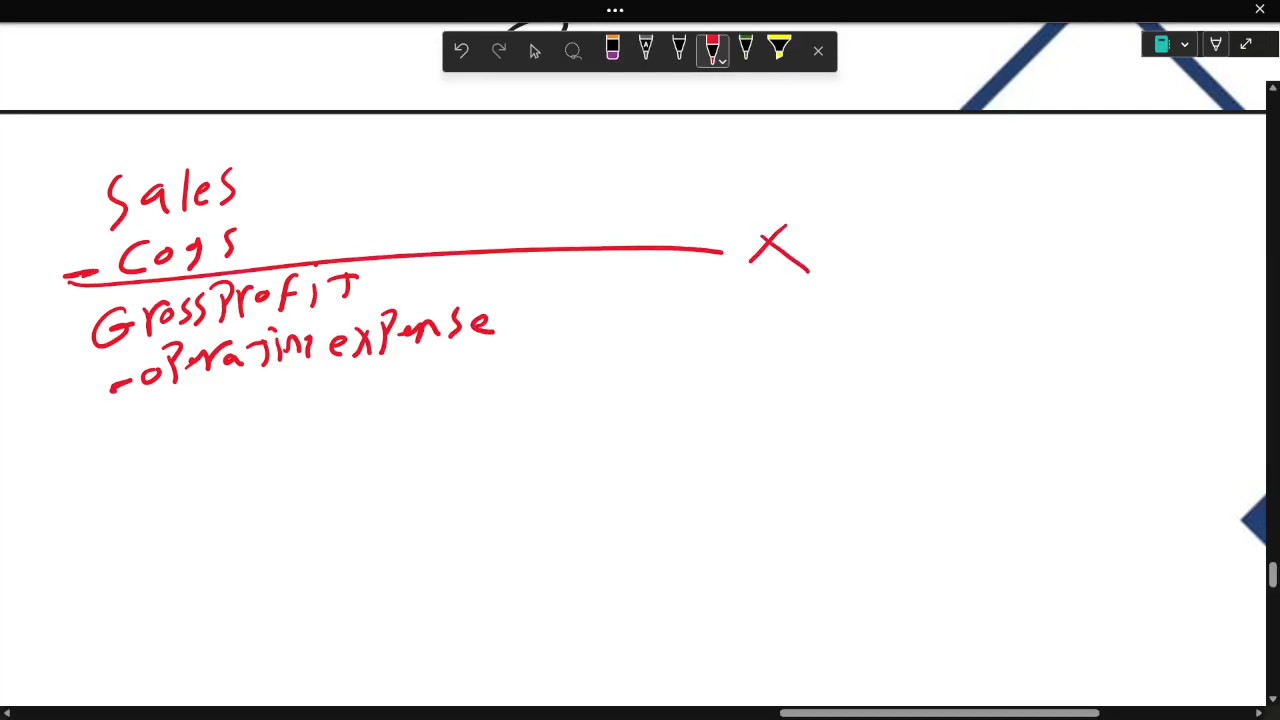 Sales
- Cogs
X
Gross Profit
- operating expense